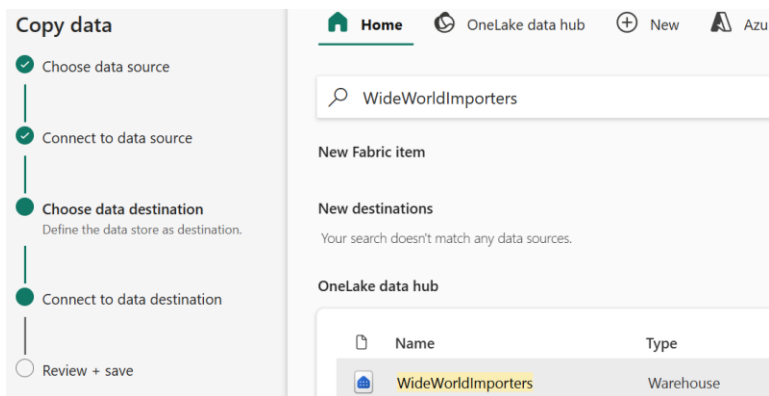 Copy data
Choose data source
Connect to data source
Choose data destination
Define the data store as destination.
Connect to data destination
Review + save
Home OneLake data hub New Azu
WideWorldImporters
New Fabric item
New destinations
Your search doesn't match any data sources.
OneLake data hub
Name Type
WideWorldImporters Warehouse